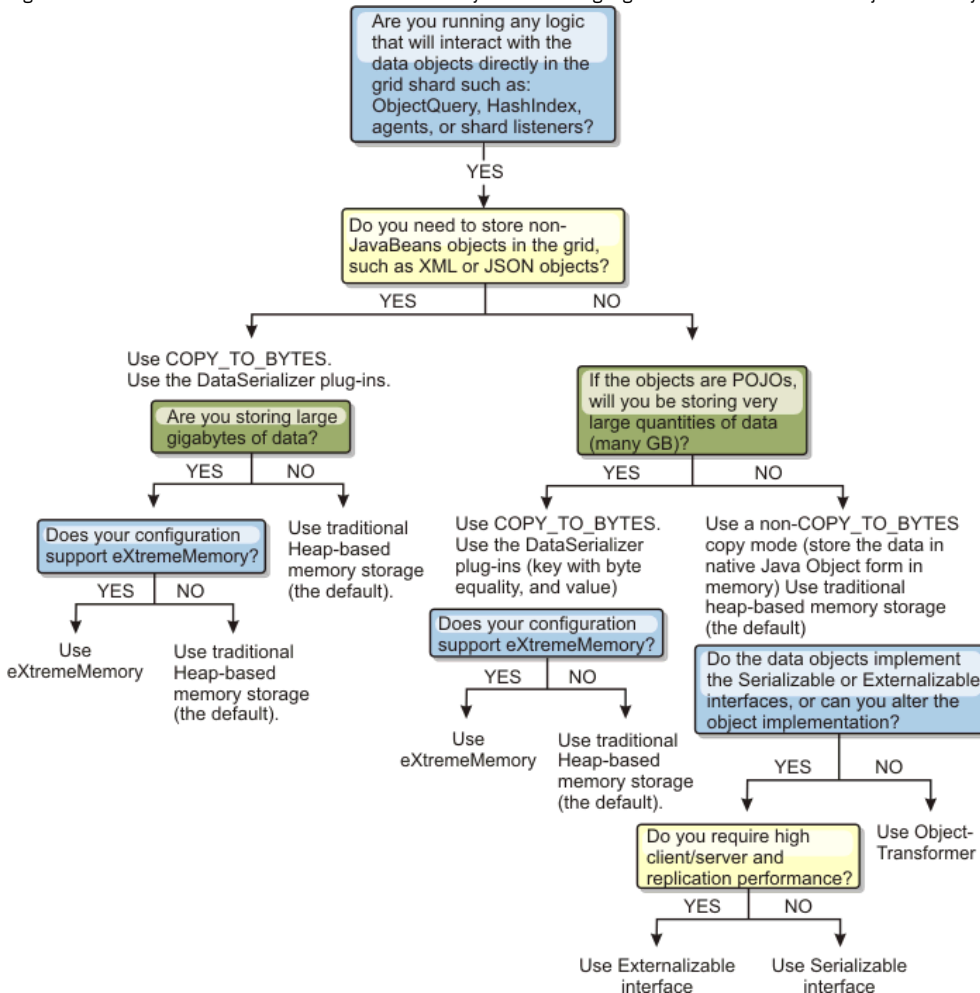 Are you running any logic
that will interact with the
data objects directly in the
grid shard such as:
ObjectQuery, HashIndex,
agents, or shard listeners?
YES
Do you need to store non-
JavaBeans objects in the grid,
such as XML or JSON objects?
YES
NO
Use COPY_TO_BYTES.
Use the DataSerializer plug-ins.
Are you storing large
gigabytes of data?
YES
NO
Does your configuration
support eXtremeMemory?
Use traditional
Heap-based
memory storage
(the default).
YES
NO
Use
eXtremeMemory
Use traditional
Heap-based
memory storage
(the default).
If the objects are POJOs,
will you be storing very
large quantities of data
(many GB)?
YES
NO
Use COPY_TO_BYTES.
Use the DataSerializer
plug-ins (key with byte
equality, and value)
Does your configuration
support eXtremeMemory?
YES
NO
Use
eXtremeMemory
Use traditional
Heap-based
memory storage
(the default).
Use a non-COPY_TO_BYTES
copy mode (store the data in
native Java Object form in
memory) Use traditional
heap-based memory storage
(the default)
Do the data objects implement
the Serializable or Externalizable
interfaces, or can you alter the
object implementation?
YES
NO
Do you require high
client/server and
replication performance?
Use Object-
Transformer
YES
NO
Use Externalizable
interface
Use Serializable
interface